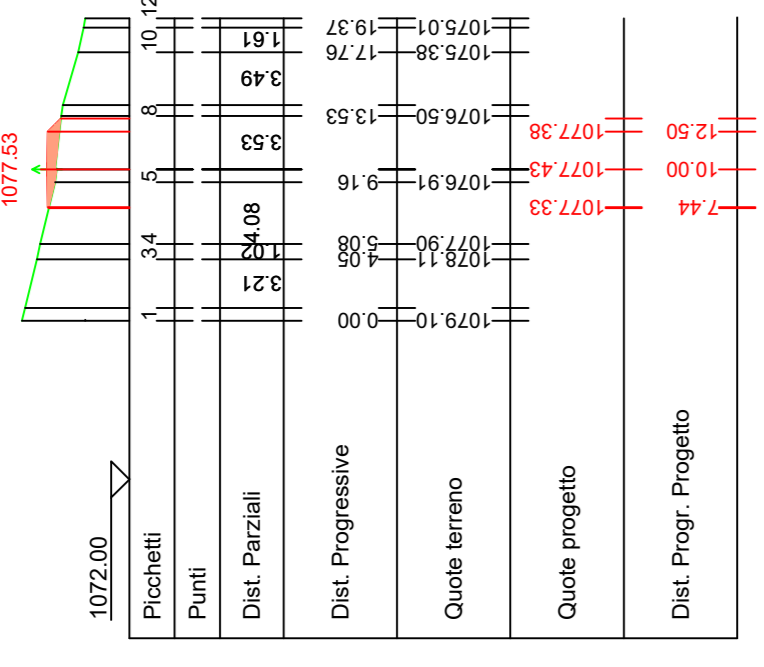 1077.53
1072.00
Picchetti 1 3 4 5 8 10 12
Punti
Dist. Parziali 3.21 1.02 4.08 3.53 3.49 1.61
Dist. Progressive 0.00 4.05 5.08 9.16 13.53 17.76 19.37
Quote terreno 1079.10 1078.11 1077.90 1076.91 1076.50 1075.38 1075.01
Quote progetto 1077.33 1077.43 1077.38
Dist. Progr. Progetto 7.44 10.00 12.50